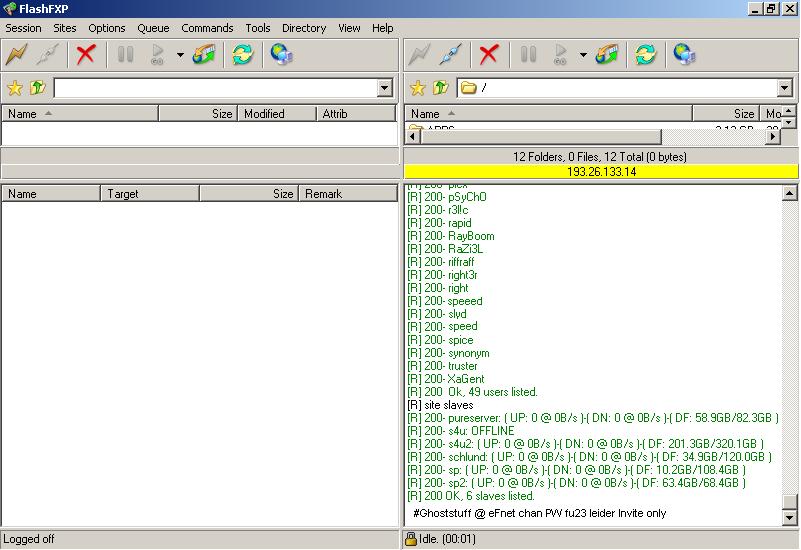 FlashFXP
Session Sites Options Queue Commands Tools Directory View Help
GO GO
/
Name Size Modified Attrib
Name Size Mo
APPS
12 Folders, 0 Files, 12 Total (0 bytes)
193.26.133.14
Name Target Size Remark
[R] 200- plex
[R] 200- pSyChO
[R] 200- r3l!c
[R] 200- rapid
[R] 200- RayBoom
[R] 200- RaZi3L
[R] 200- riffraff
[R] 200- right3r
[R] 200- right
[R] 200- speeed
[R] 200- slyd
[R] 200- speed
[R] 200- spice
[R] 200- synonym
[R] 200- truster
[R] 200- XaGent
[R] 200 Ok, 49 users listed.
[R] site slaves
[R] 200- pureserver: ( UP: 0 @ 0B/s )-( DN: 0 @ 0B/s )-( DF: 58.9GB/82.3GB )
[R] 200- s4u: OFFLINE
[R] 200- s4u2: ( UP: 0 @ 0B/s )-( DN: 0 @ 0B/s )-( DF: 201.3GB/320.1GB )
[R] 200- schlund: ( UP: 0 @ 0B/s )-( DN: 0 @ 0B/s )-( DF: 34.9GB/120.0GB )
[R] 200- sp: ( UP: 0 @ 0B/s )-( DN: 0 @ 0B/s )-( DF: 10.2GB/108.4GB )
[R] 200- sp2: ( UP: 0 @ 0B/s )-( DN: 0 @ 0B/s )-( DF: 63.4GB/68.4GB )
[R] 200 OK, 6 slaves listed.
#Ghoststuff @ eFnet chan PW fu23 leider Invite only
Logged off
Idle. (00:01)